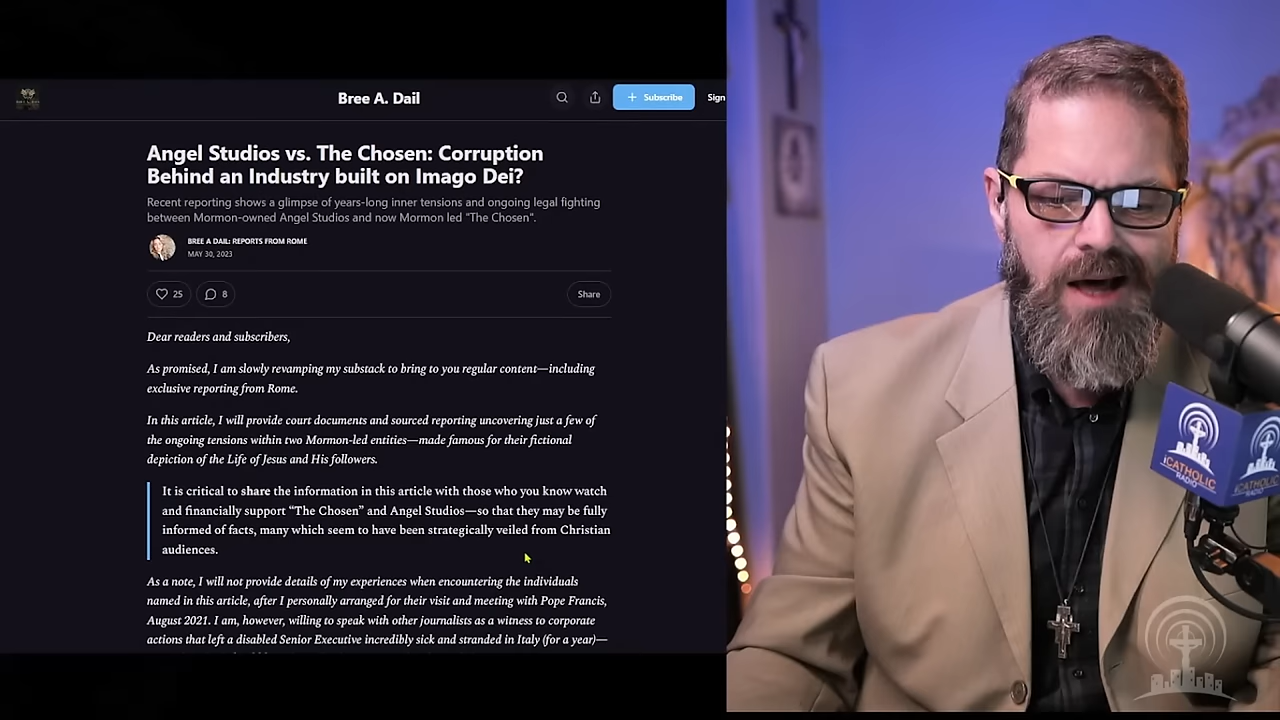 Bree A. Dail
Subscribe
Sign
Angel Studios vs. The Chosen: Corruption
Behind an Industry built on Imago Dei?
Recent reporting shows a glimpse of years-long inner tensions and ongoing legal fighting
between Mormon-owned Angel Studios and now Mormon led "The Chosen".
BREE A DAIL: REPORTS FROM ROME
MAY 30, 2023
25
8
Share
Dear readers and subscribers,
As promised, I am slowly revamping my substack to bring to you regular content—including
exclusive reporting from Rome.
In this article, I will provide court documents and sourced reporting uncovering just a few of
the ongoing tensions within two Mormon-led entities—made famous for their fictional
depiction of the Life of Jesus and His followers.
It is critical to share the information in this article with those who you know watch
and financially support “The Chosen” and Angel Studios—so that they may be fully
informed of facts, many which seem to have been strategically veiled from Christian
audiences.
As a note, I will not provide details of my experiences when encountering the individuals
named in this article, after I personally arranged for their visit and meeting with Pope Francis,
August 2021. I am, however, willing to speak with other journalists as a witness to corporate
actions that left a disabled Senior Executive incredibly sick and stranded in Italy (for a year)—
iCATHOLIC
RADIO
iCATHOLIC
RADIO